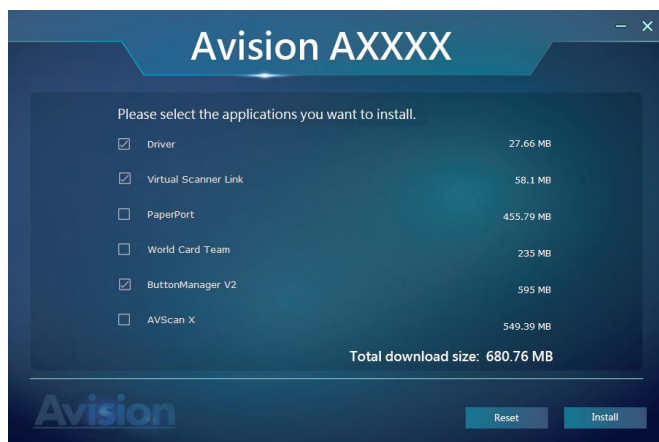 Avision AXXXX
Please select the applications you want to install.
Driver 27.66 MB
Virtual Scanner Link 58.1 MB
PaperPort 455.79 MB
World Card Team 235 MB
ButtonManager V2 595 MB
AVScan X 549.39 MB
Total download size: 680.76 MB
Avision
Reset Install